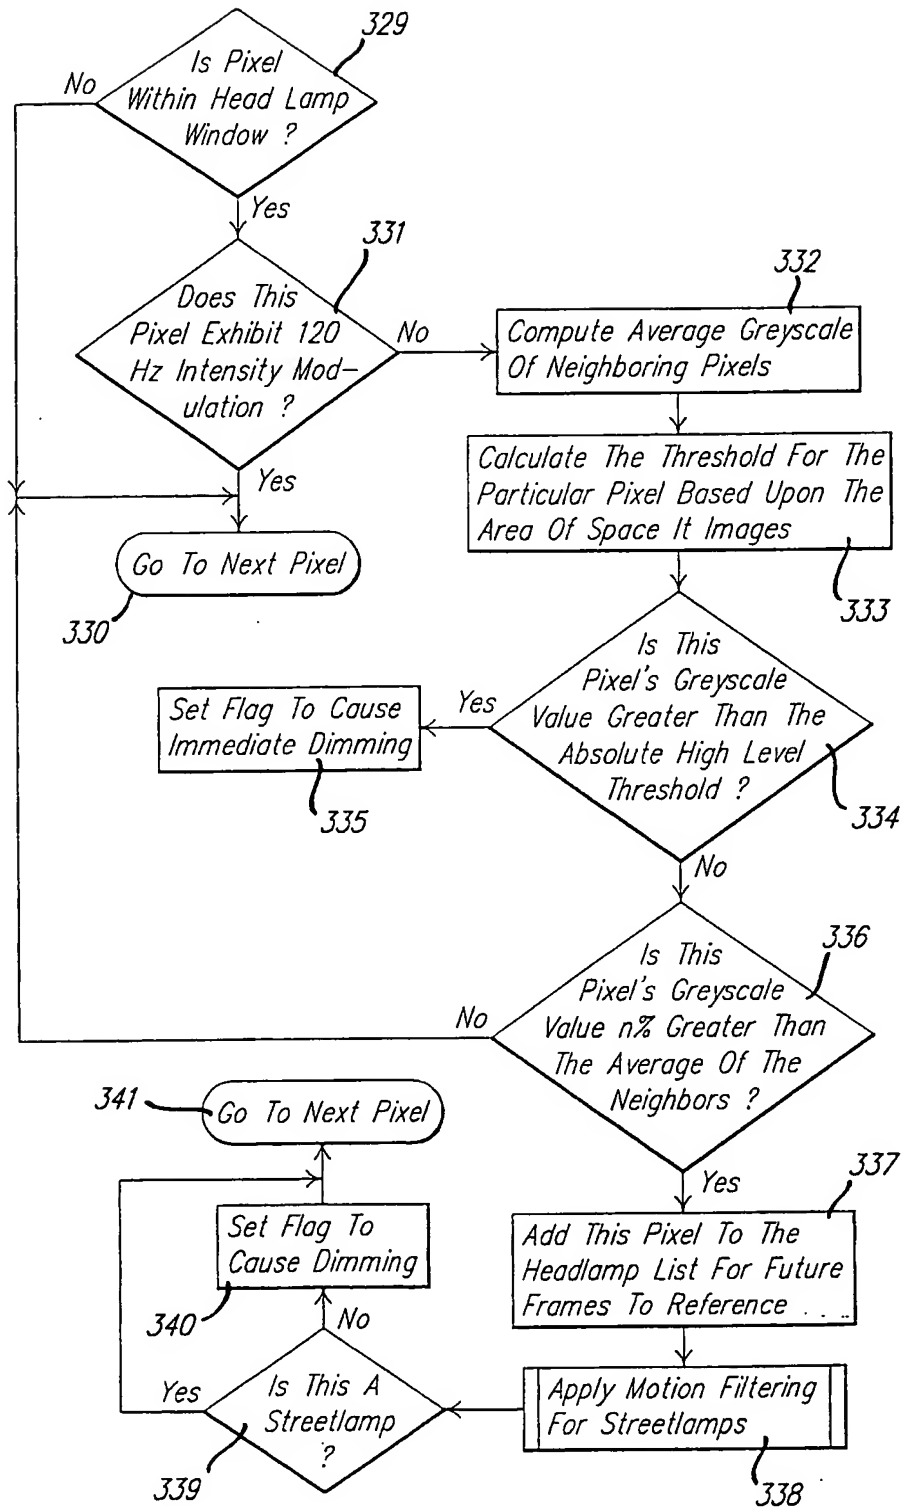 329
Is Pixel
Within Head Lamp
Window ?
No
Yes
331
Does This
Pixel Exhibit 120
Hz Intensity Mod-
ulation ?
No
Yes
332
Compute Average Greyscale
Of Neighboring Pixels
Calculate The Threshold For The
Particular Pixel Based Upon The
Area Of Space It Images
333
Go To Next Pixel
330
Is This
Pixel's Greyscale
Value Greater Than The
Absolute High Level
Threshold ?
334
Yes
Set Flag To Cause
Immediate Dimming
335
No
Is This
Pixel's Greyscale
Value n% Greater Than
The Average Of The
Neighbors ?
336
No
Yes
337
Add This Pixel To The
Headlamp List For Future
Frames To Reference . . .
Apply Motion Filtering
For Streetlamps
338
Is This A
Streetlamp
?
339
Yes
No
Set Flag To
Cause Dimming
340
341
Go To Next Pixel